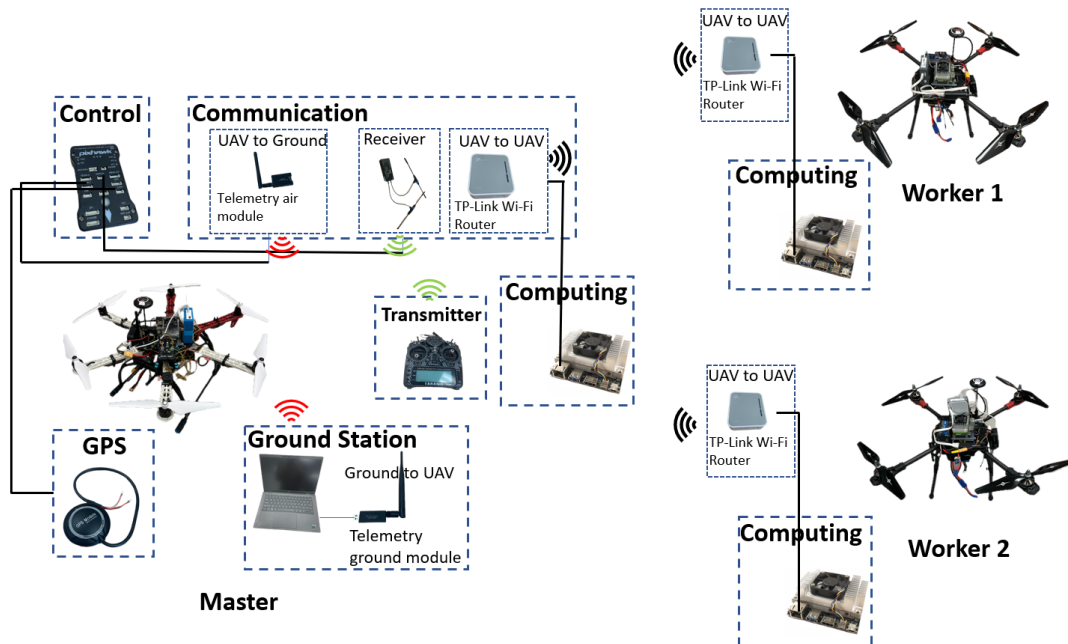 Control
pixhawk
Communication
UAV to Ground
Telemetry air
module
Receiver
UAV to UAV
TP-Link Wi-Fi
Router
Transmitter
Computing
GPS
Ground Station
Ground to UAV
Telemetry
ground module
Master
UAV to UAV
TP-Link Wi-Fi
Router
Computing
Worker 1
UAV to UAV
TP-Link Wi-Fi
Router
Computing
Worker 2